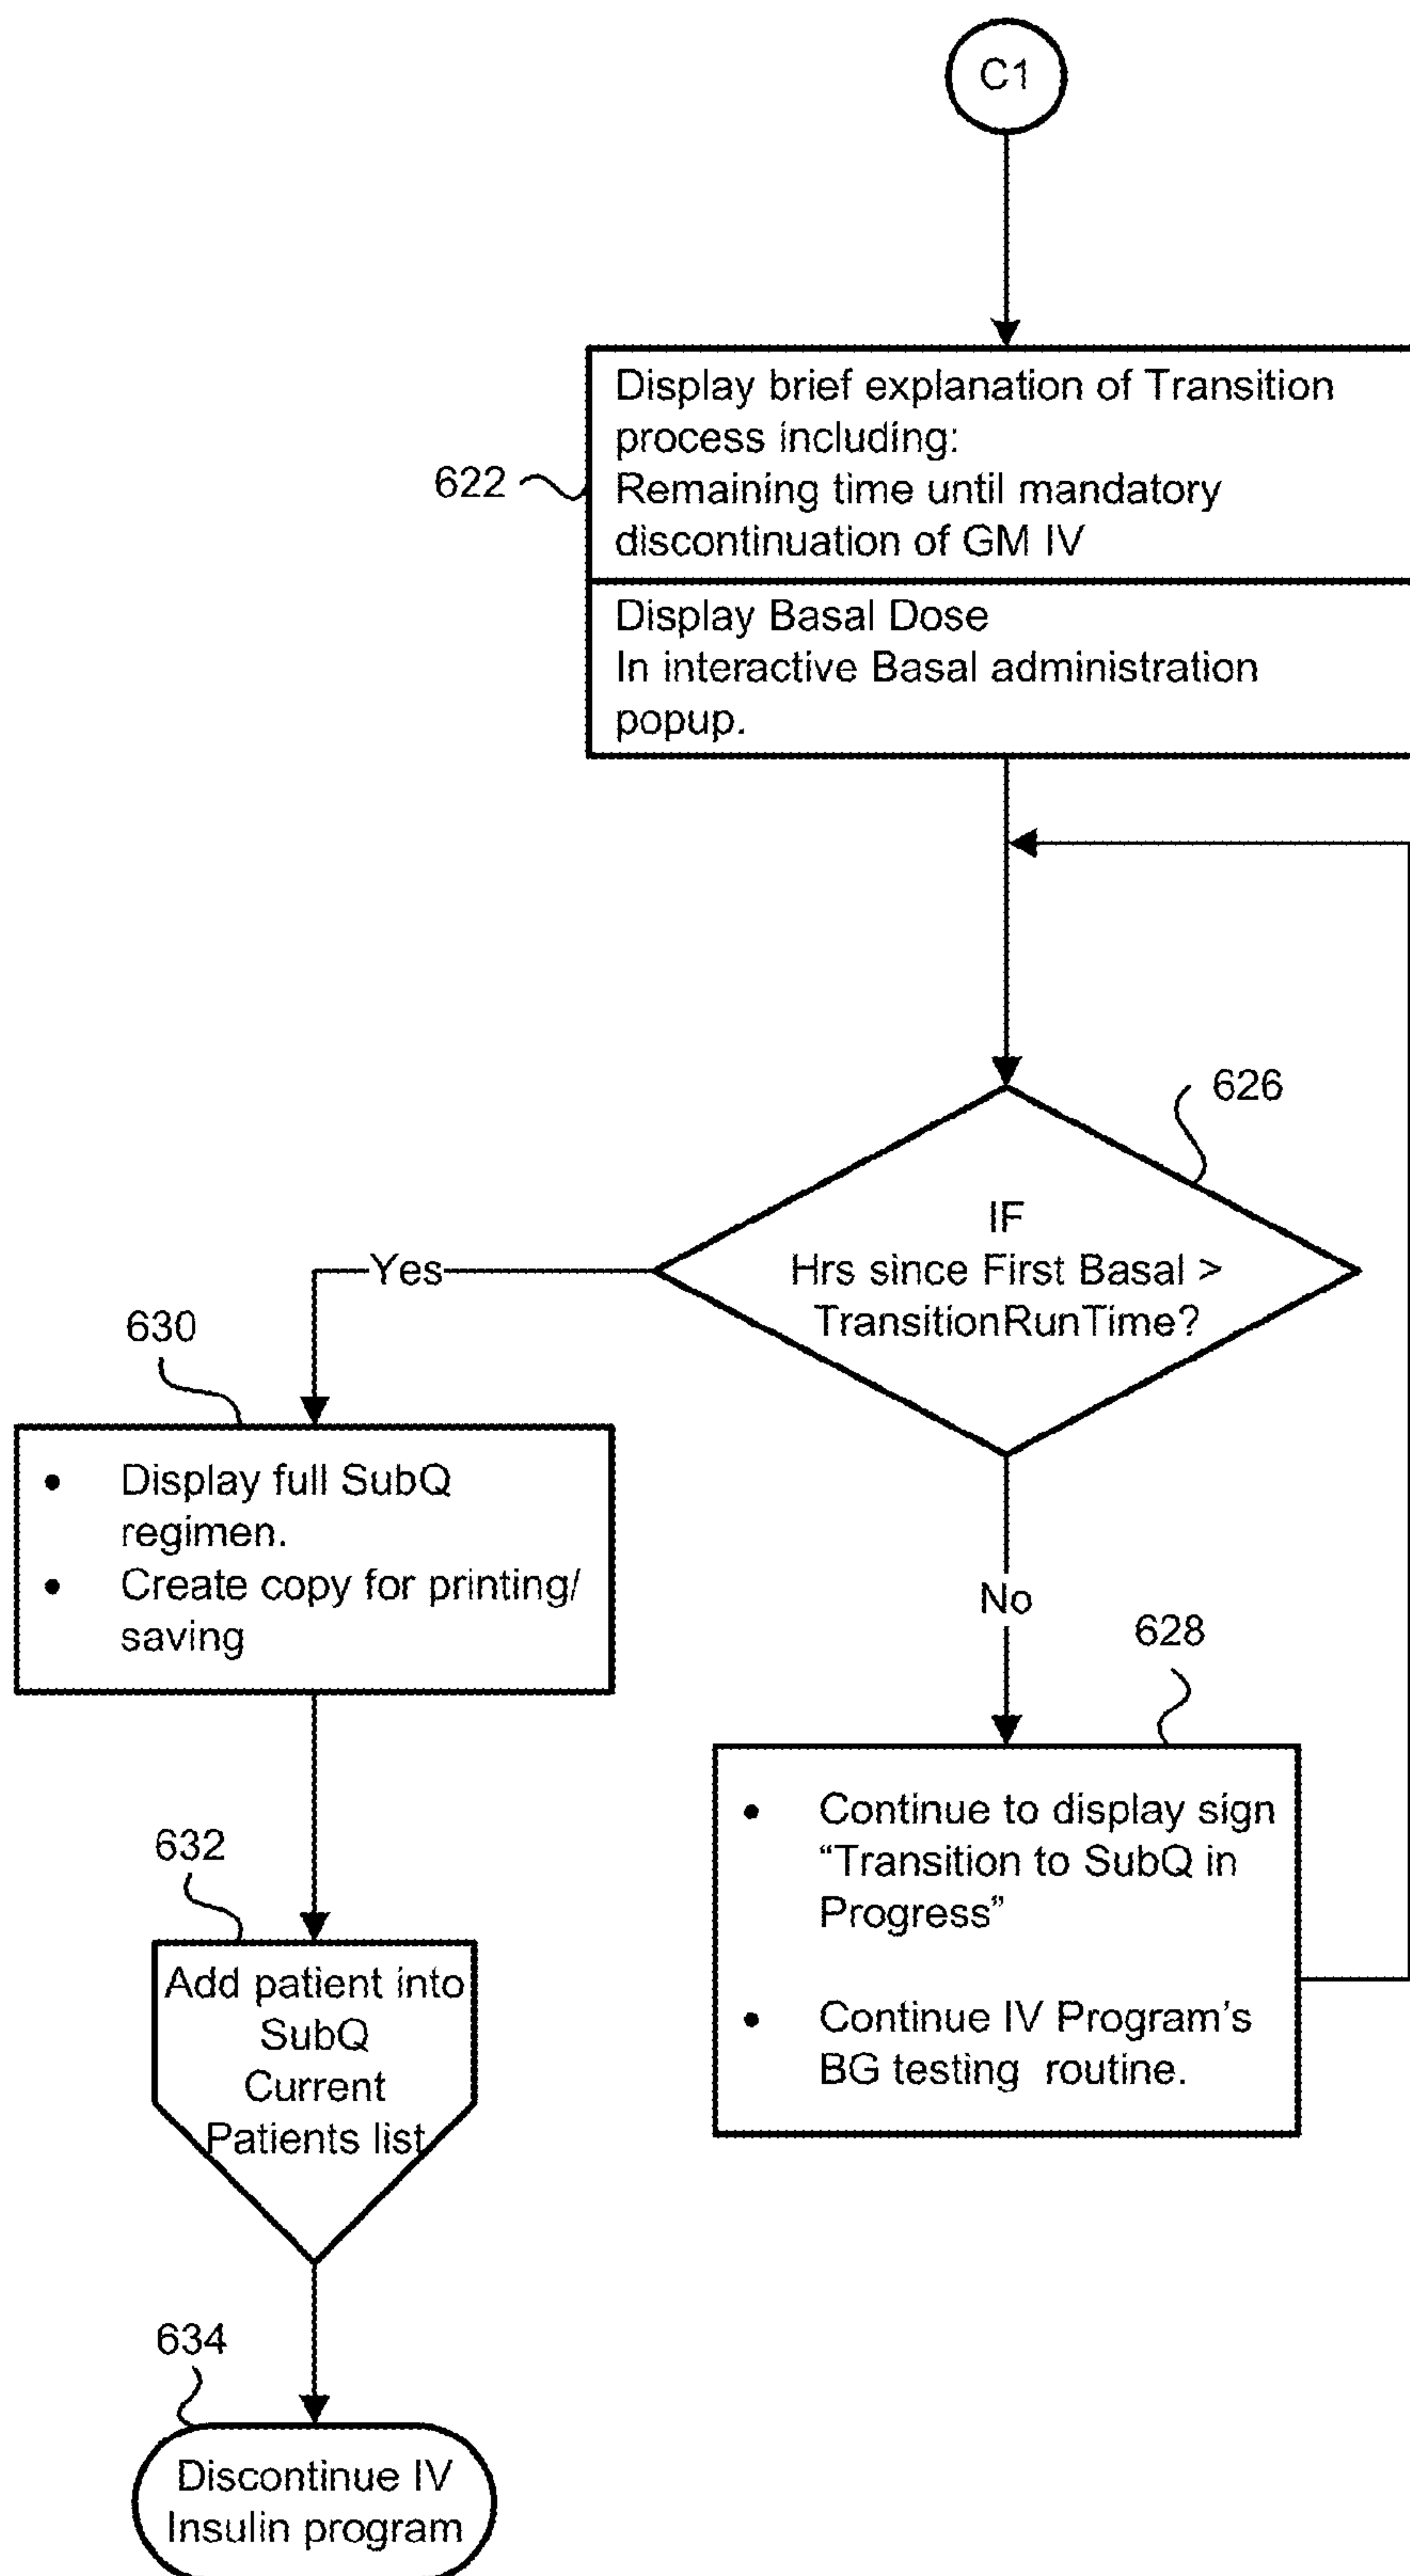 C1
Display brief explanation of Transition
process including:
Remaining time until mandatory
discontinuation of GM IV
622
Display Basal Dose
In interactive Basal administration
popup.
626
IF
Hrs since First Basal >
TransitionRunTime?
Yes
No
630
• Display full SubQ
regimen.
• Create copy for printing/
saving
628
• Continue to display sign
“Transition to SubQ in
Progress”
• Continue IV Program’s
BG testing routine.
632
Add patient into
SubQ
Current
Patients list
634
Discontinue IV
Insulin program